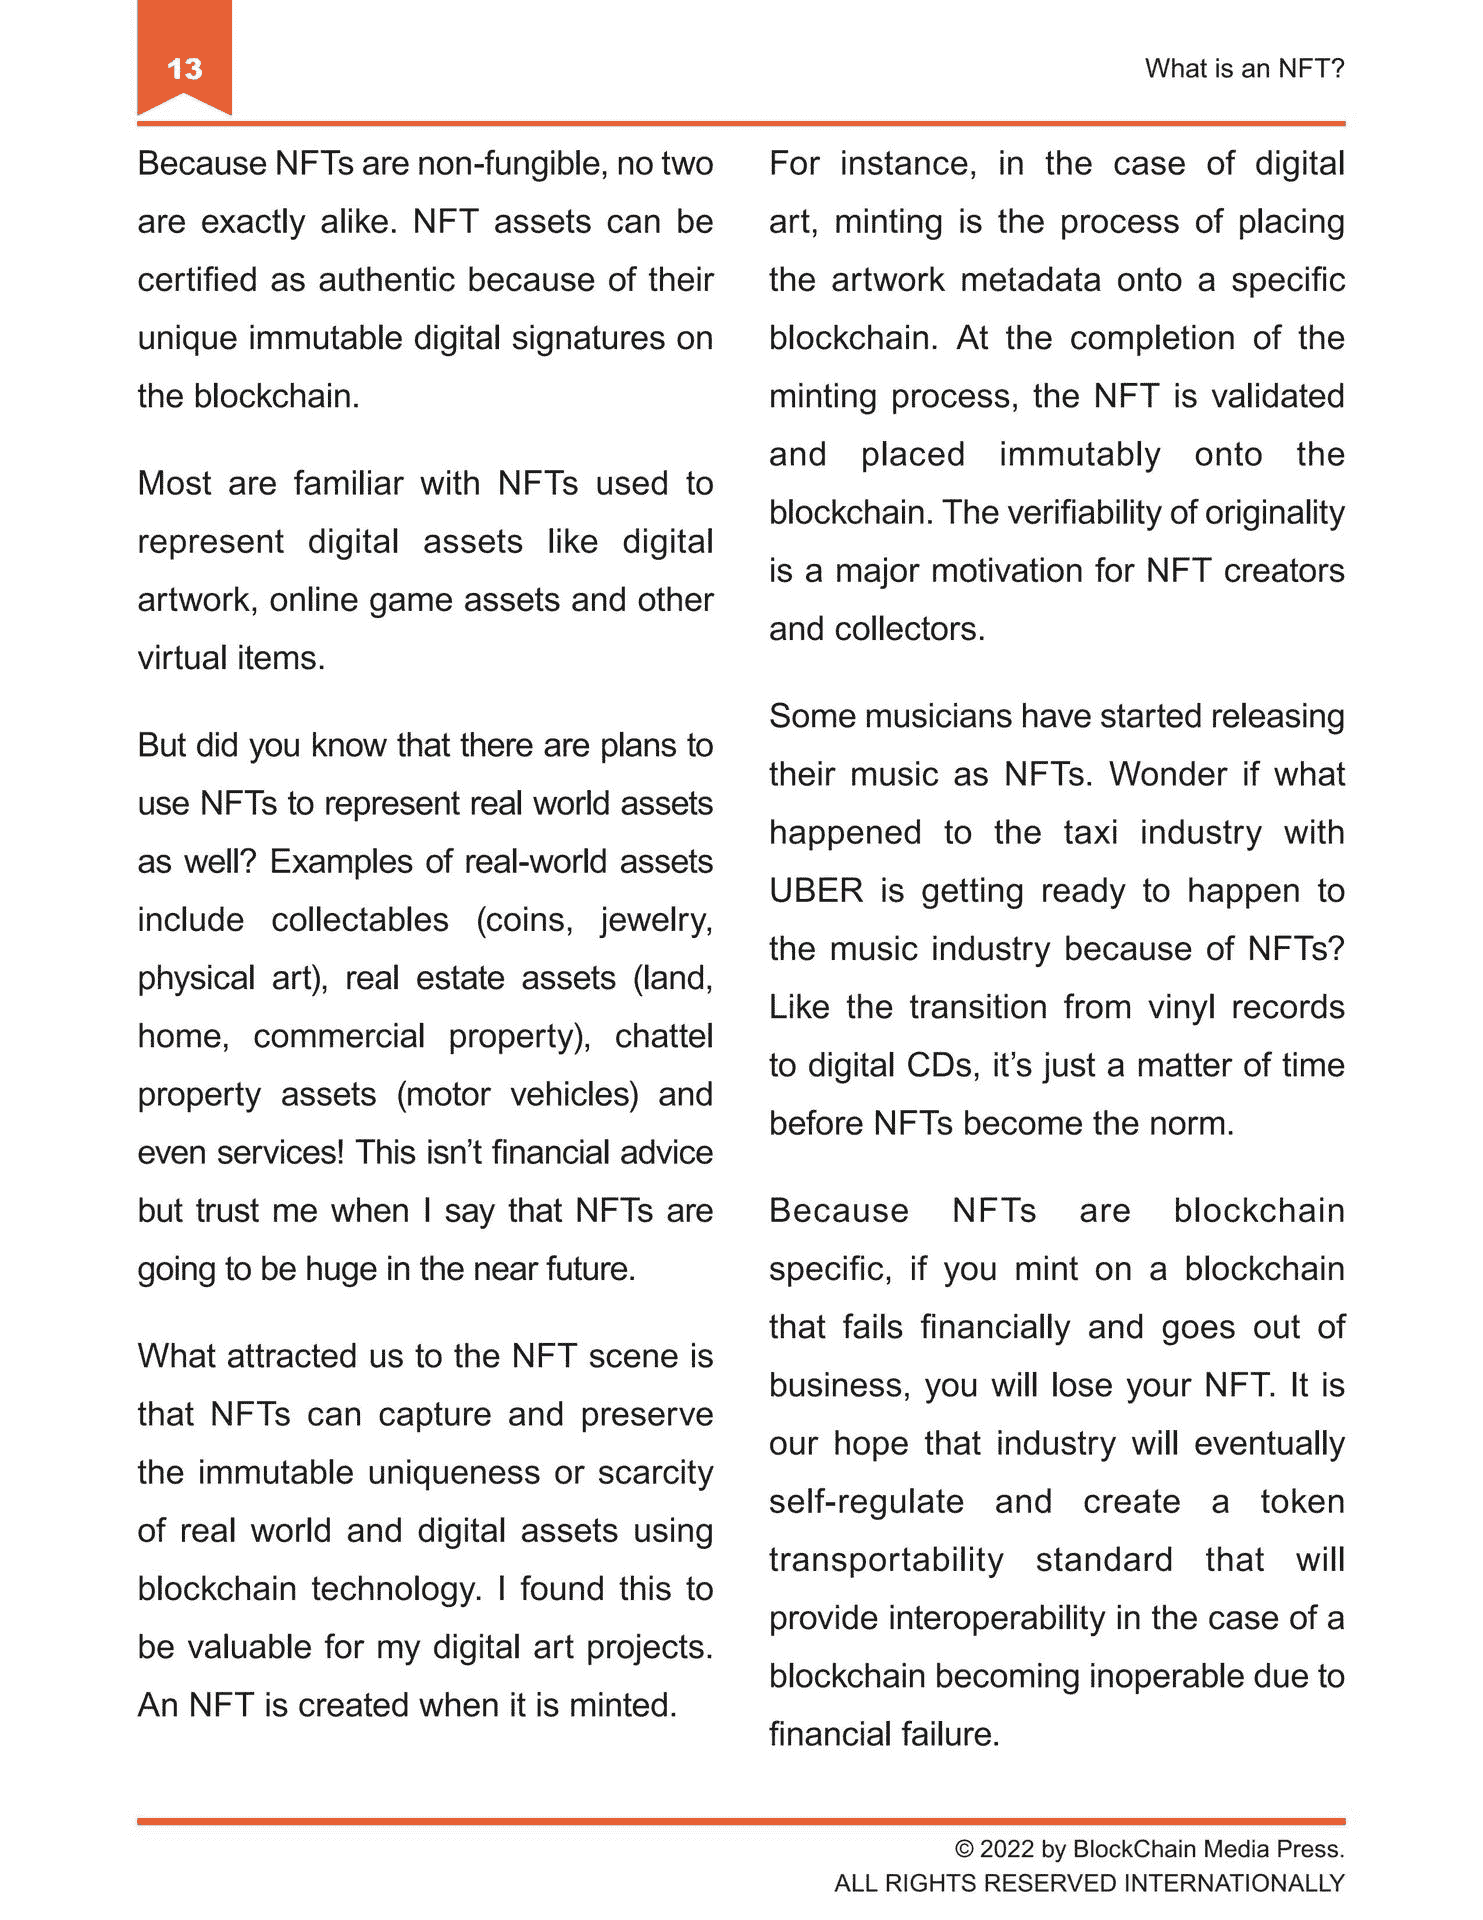 13
What is an NFT?
Because NFTs are non-fungible, no two
are exactly alike. NFT assets can be
certified as authentic because of their
unique immutable digital signatures on
the blockchain.
Most are familiar with NFTs used to
represent digital assets like digital
artwork, online game assets and other
virtual items.
But did you know that there are plans to
use NFTs to represent real world assets
as well? Examples of real-world assets
include collectables (coins, jewelry,
physical art), real estate assets (land,
home, commercial property), chattel
property assets (motor vehicles) and
even services! This isn’t financial advice
but trust me when I say that NFTs are
going to be huge in the near future.
What attracted us to the NFT scene is
that NFTs can capture and preserve
the immutable uniqueness or scarcity
of real world and digital assets using
blockchain technology. I found this to
be valuable for my digital art projects.
An NFT is created when it is minted.
For instance, in the case of digital
art, minting is the process of placing
the artwork metadata onto a specific
blockchain. At the completion of the
minting process, the NFT is validated
and placed immutably onto the
blockchain. The verifiability of originality
is a major motivation for NFT creators
and collectors.
Some musicians have started releasing
their music as NFTs. Wonder if what
happened to the taxi industry with
UBER is getting ready to happen to
the music industry because of NFTs?
Like the transition from vinyl records
to digital CDs, it’s just a matter of time
before NFTs become the norm.
Because NFTs are blockchain
specific, if you mint on a blockchain
that fails financially and goes out of
business, you will lose your NFT. It is
our hope that industry will eventually
self-regulate and create a token
transportability standard that will
provide interoperability in the case of a
blockchain becoming inoperable due to
financial failure.
© 2022 by BlockChain Media Press.
ALL RIGHTS RESERVED INTERNATIONALLY